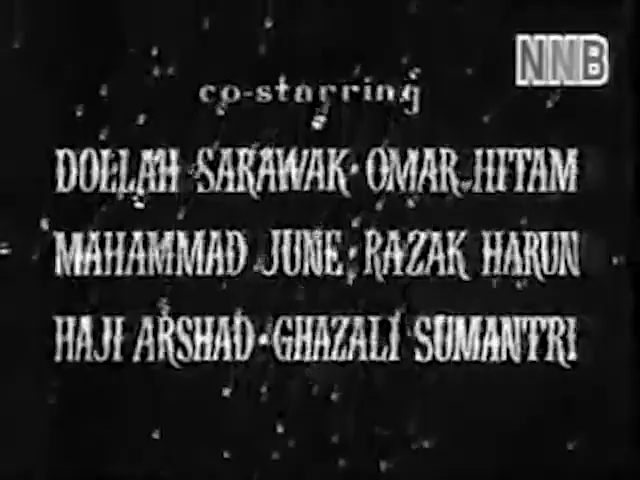 NNB
co-starring
DOLLAH SARAWAK · OMAR HITAM
MAHAMMAD JUNE · RAZAK HARUN
HAJI ARSHAD · GHAZALI SUMANTRI